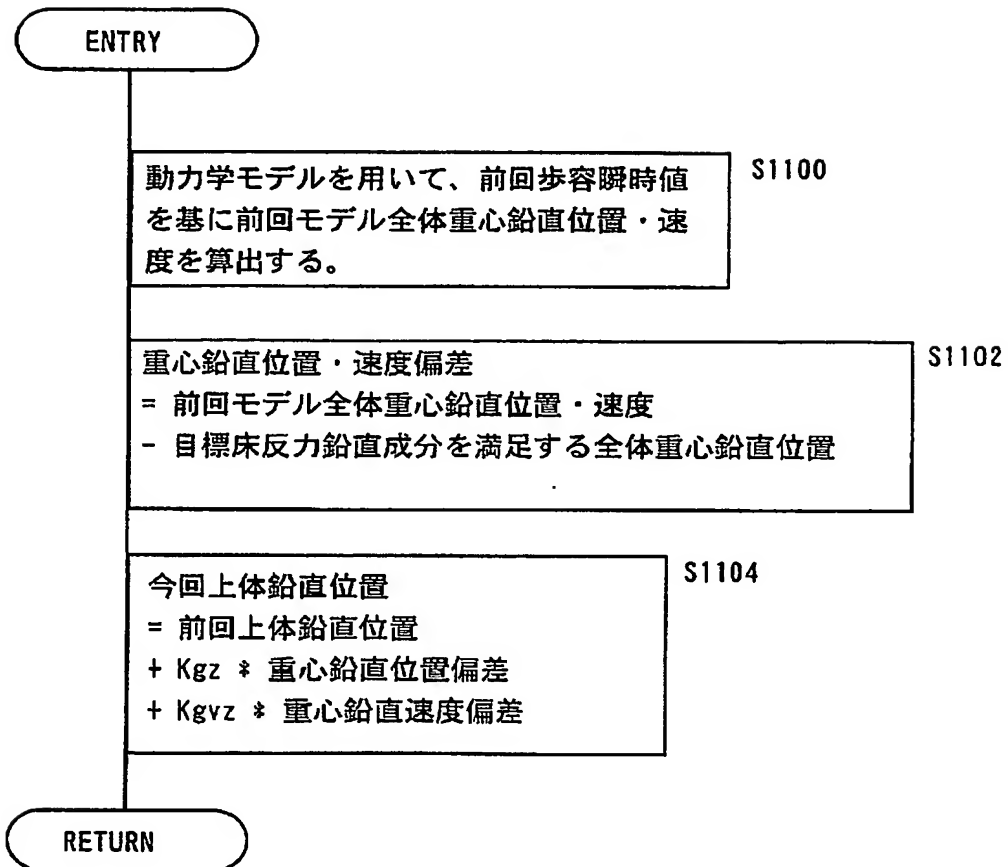 ENTRY
動力学モデルを用いて、前回歩容瞬時値
を基に前回モデル全体重心鉛直位置・速
度を算出する。
S1100
重心鉛直位置・速度偏差
= 前回モデル全体重心鉛直位置・速度
- 目標床反力鉛直成分を満足する全体重心鉛直位置
S1102
今回上体鉛直位置
= 前回上体鉛直位置
+ Kgz * 重心鉛直位置偏差
+ Kgvz * 重心鉛直速度偏差
S1104
RETURN